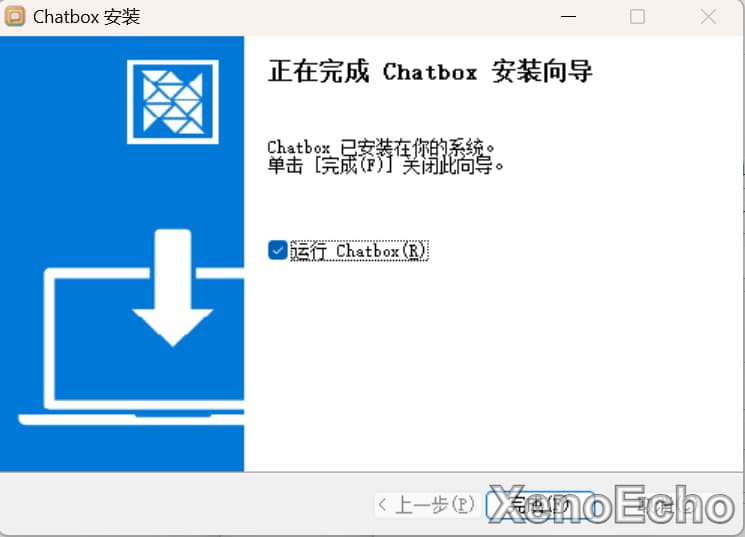 Chatbox 安装
正在完成 Chatbox 安装向导
Chatbox 已安装在你的系统。
单击 [完成(F)] 关闭此向导。
运行 Chatbox(R)
< 上一步(P)
完成(F)
XenoEcho